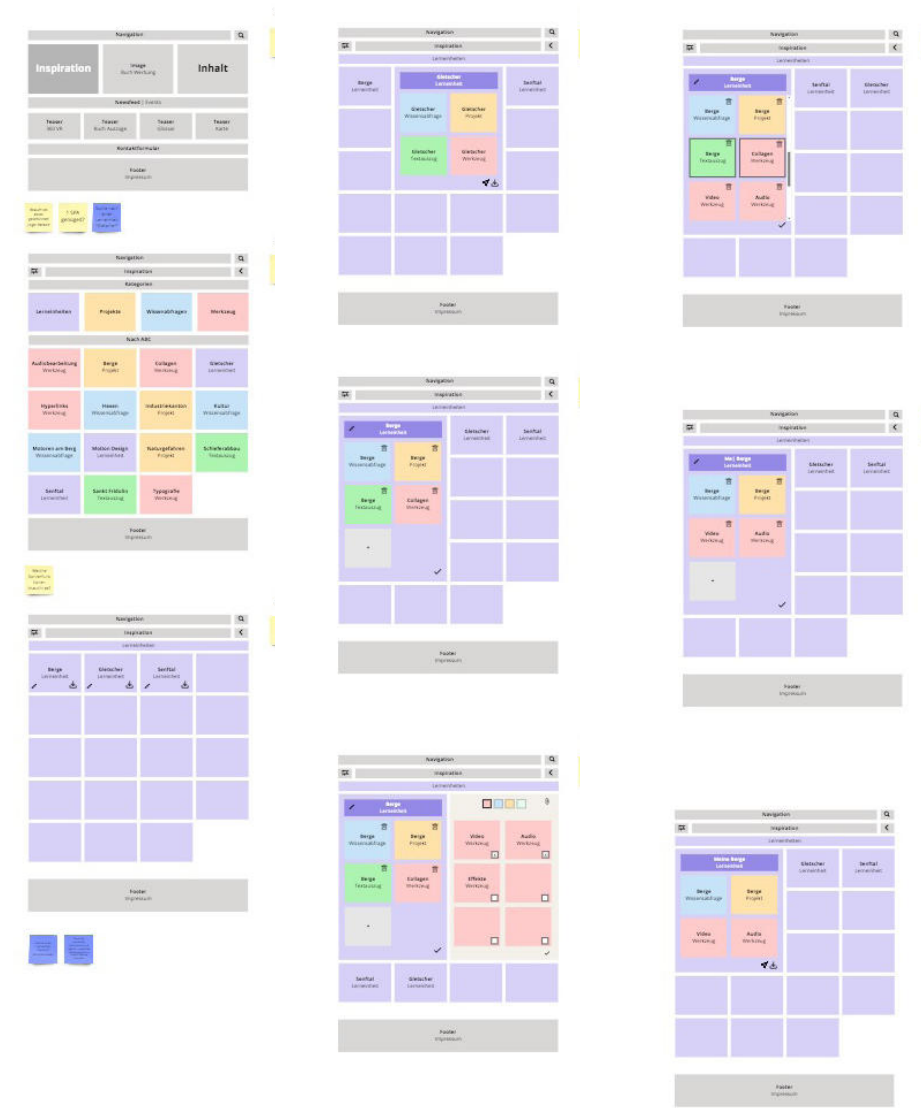 Navigation
Inspiration
Image
Buch Werbung
Inhalt
Newsfeed | Events
Teaser
360 VR
Teaser
Buch Auszüge
Teaser
Glossar
Teaser
Karte
Kontaktformular
Footer
Impressum
Navigation
Inspiration
Kategorien
Lerneinheiten
Projekte
Wissensabfragen
Werkzeug
Nach ABC
Audiobearbeitung
Werkzeug
Berge
Projekt
Collagen
Werkzeug
Gletscher
Lerneinheit
Hyperlinks
Werkzeug
Hexen
Wissensabfrage
Industriekanton
Projekt
Kultur
Wissensabfrage
Matoren am Berg
Wissensabfrage
Motion Design
Lerneinheit
Naturgefahren
Projekt
Schieferabbau
Textauszug
Sernftal
Lerneinheit
Sankt Fridolin
Textauszug
Typografie
Werkzeug
Footer
Impressum
Navigation
Inspiration
Lerneinheiten
Berge
Lerneinheit
Gletscher
Lerneinheit
Sernftal
Lerneinheit
Footer
Impressum
Navigation
Inspiration
Lerneinheiten
Berge
Lerneinheit
Gletscher
Lerneinheit
Sernftal
Lerneinheit
Gletscher
Wissensabfrage
Gletscher
Projekt
Gletscher
Textauszug
Gletscher
Werkzeug
Footer
Impressum
Navigation
Inspiration
Lerneinheiten
Berge
Lerneinheit
Gletscher
Lerneinheit
Sernftal
Lerneinheit
Berge
Wissensabfrage
Berge
Projekt
Berge
Textauszug
Collagen
Werkzeug
+
Footer
Impressum
Navigation
Inspiration
Lerneinheiten
Berge
Lerneinheit
Berge
Wissensabfrage
Berge
Projekt
Video
Werkzeug
Audio
Werkzeug
Berge
Textauszug
Collagen
Werkzeug
Effekte
Werkzeug
+
Sernftal
Lerneinheit
Gletscher
Lerneinheit
Footer
Impressum
Navigation
Inspiration
Lerneinheiten
Berge
Lerneinheit
Sernftal
Lerneinheit
Gletscher
Lerneinheit
Berge
Wissensabfrage
Berge
Projekt
Berge
Textauszug
Collagen
Werkzeug
Video
Werkzeug
Audio
Werkzeug
Footer
Impressum
Navigation
Inspiration
Lerneinheiten
Me| Berge
Lerneinheit
Gletscher
Lerneinheit
Sernftal
Lerneinheit
Berge
Wissensabfrage
Berge
Projekt
Video
Werkzeug
Audio
Werkzeug
+
Footer
Impressum
Navigation
Inspiration
Lerneinheiten
Meine Berge
Lerneinheit
Gletscher
Lerneinheit
Sernftal
Lerneinheit
Berge
Wissensabfrage
Berge
Projekt
Video
Werkzeug
Audio
Werkzeug
Footer
Impressum